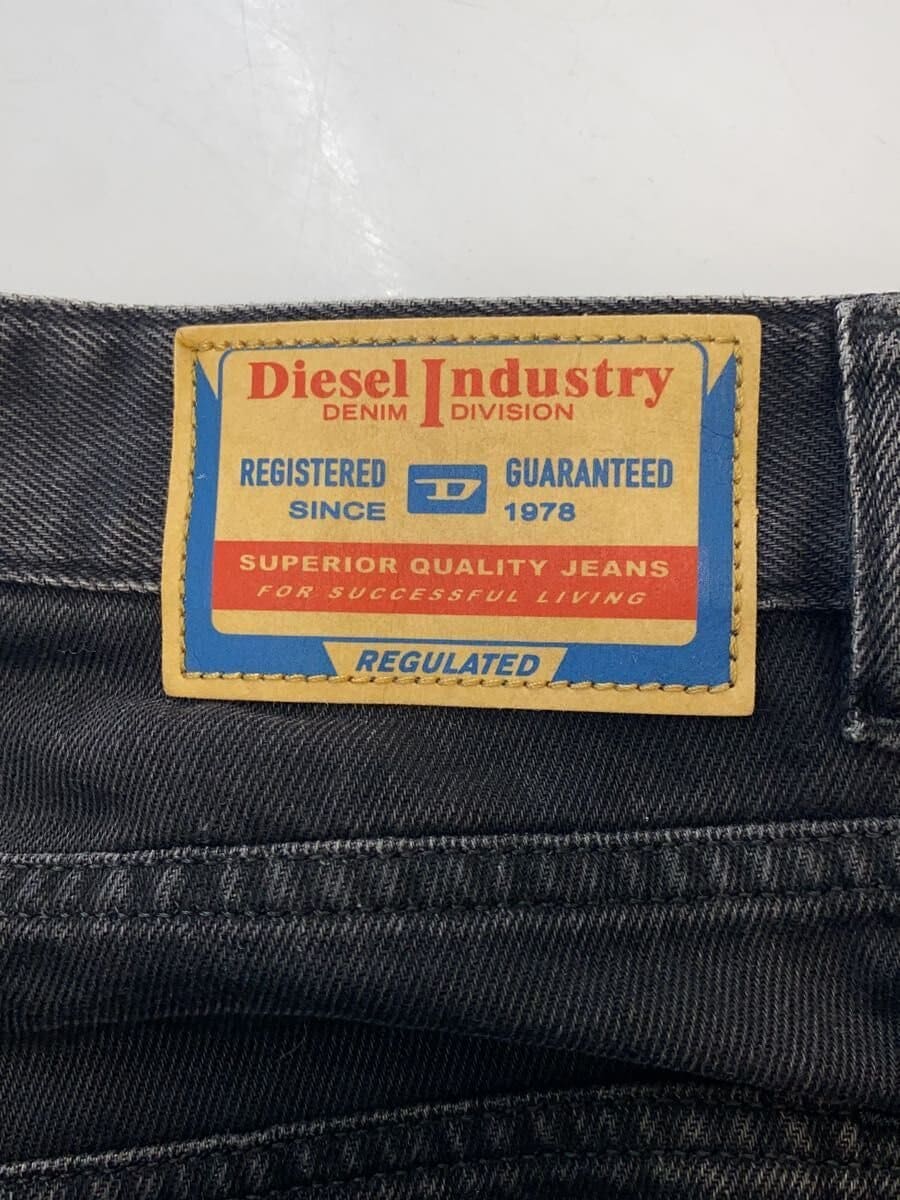 Diesel Industry
DENIM DIVISION
REGISTERED D GUARANTEED
SINCE 1978
SUPERIOR QUALITY JEANS
FOR SUCCESSFUL LIVING
REGULATED